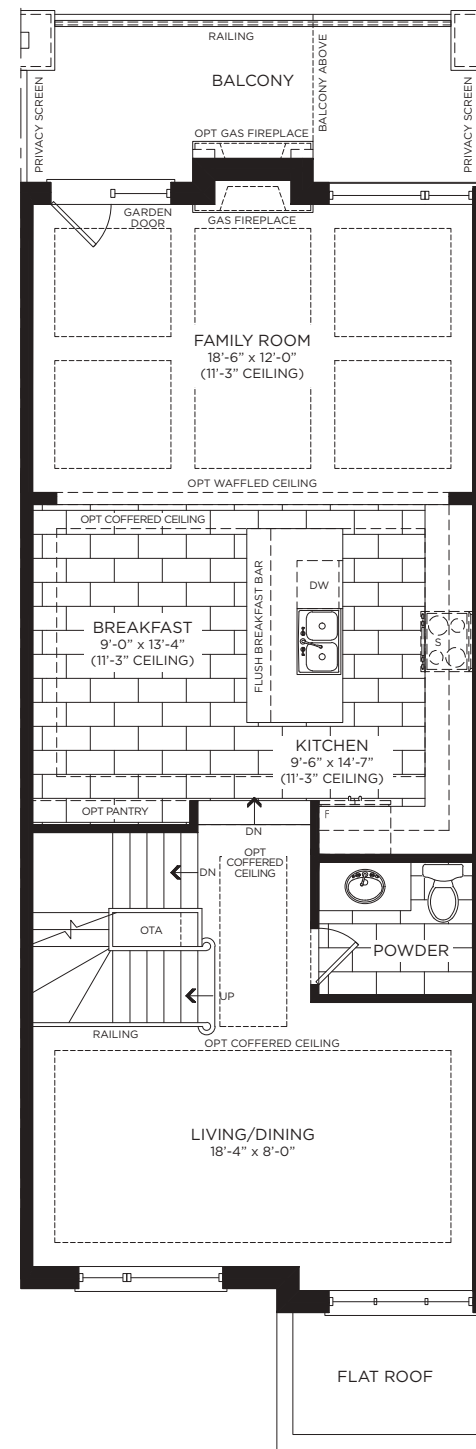 RAILING
BALCONY
BALCONY ABOVE
PRIVACY SCREEN
PRIVACY SCREEN
OPT GAS FIREPLACE
GARDEN
DOOR
GAS FIREPLACE
FAMILY ROOM
18'-6" x 12'-0"
(11'-3" CEILING)
OPT WAFFLED CEILING
OPT COFFERED CEILING
FLUSH BREAKFAST BAR
DW
BREAKFAST
9'-0" x 13'-4"
(11'-3" CEILING)
S
KITCHEN
9'-6" x 14'-7"
(11'-3" CEILING)
OPT PANTRY
F
DN
OPT
COFFERED
CEILING
DN
OTA
POWDER
UP
RAILING
OPT COFFERED CEILING
LIVING/DINING
18'-4" x 8'-0"
FLAT ROOF